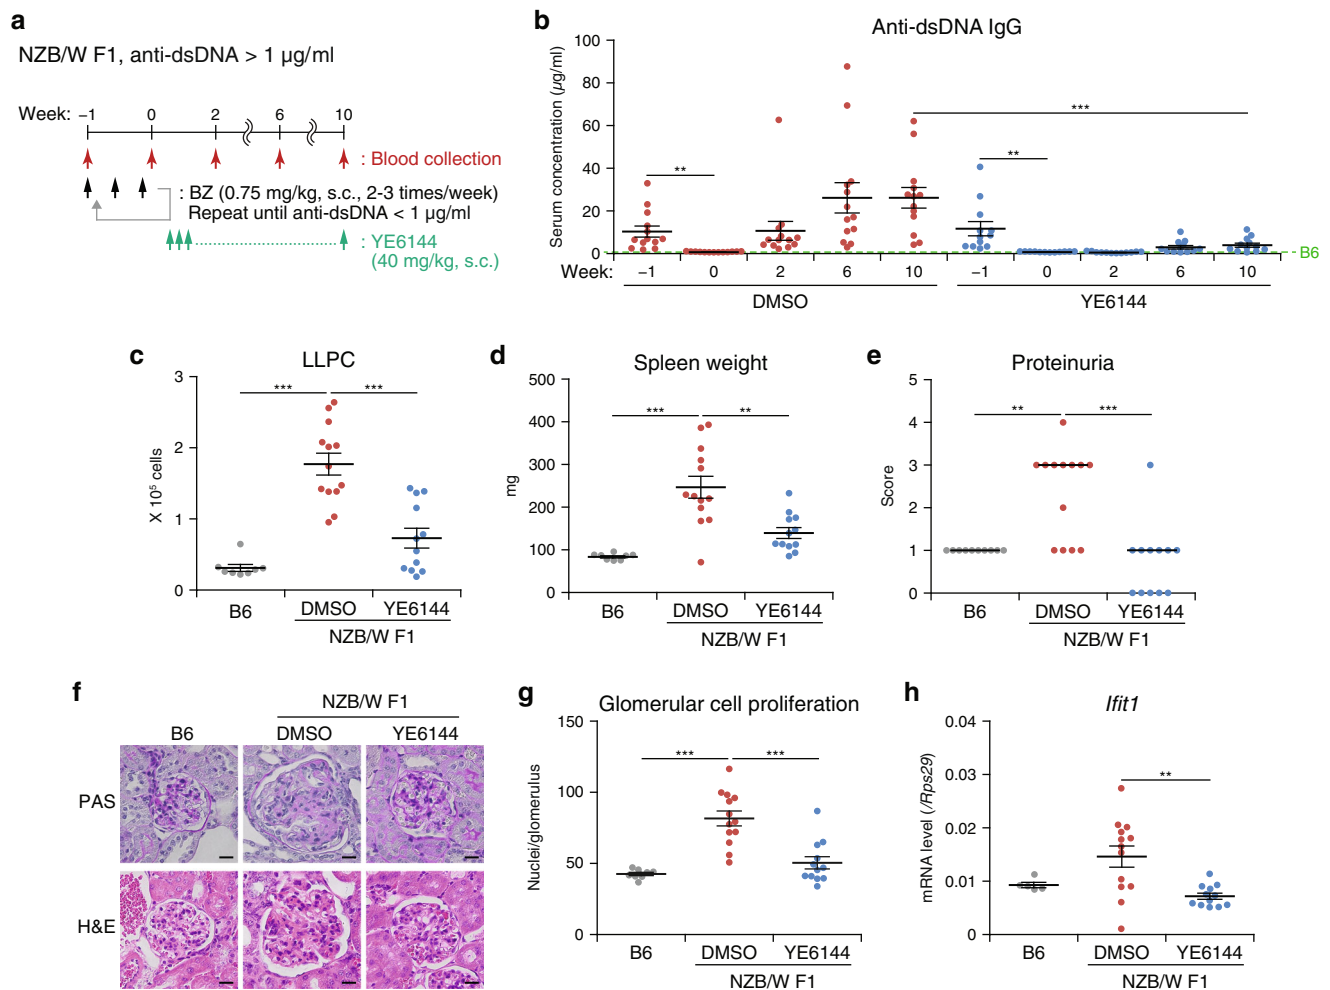 a
NZB/W F1, anti-dsDNA > 1 µg/ml
Week: −1 0 2 6 10
: Blood collection
: BZ (0.75 mg/kg, s.c., 2-3 times/week)
Repeat until anti-dsDNA < 1 µg/ml
: YE6144
(40 mg/kg, s.c.)
b
Anti-dsDNA IgG
Serum concentration (µg/ml)
100
80
60
40
20
0
** *** **
B6
Week: −1 0 2 6 10 −1 0 2 6 10
DMSO YE6144
c
LLPC
X 10⁵ cells
3
2
1
0
*** ***
B6 DMSO YE6144
NZB/W F1
d
Spleen weight
mg
500
400
300
200
100
0
*** **
B6 DMSO YE6144
NZB/W F1
e
Proteinuria
Score
5
4
3
2
1
0
** ***
B6 DMSO YE6144
NZB/W F1
f
NZB/W F1
B6 DMSO YE6144
PAS
H&E
g
Glomerular cell proliferation
Nuclei/glomerulus
150
100
50
0
*** ***
B6 DMSO YE6144
NZB/W F1
h
Ifit1
mRNA level (/Rps29)
0.04
0.03
0.02
0.01
0
**
B6 DMSO YE6144
NZB/W F1